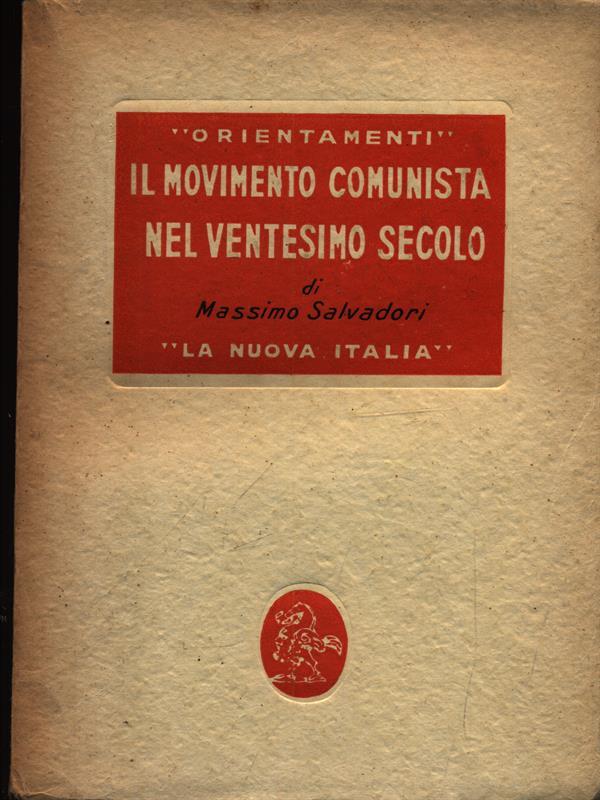 "ORIENTAMENTI"
IL MOVIMENTO COMUNISTA
NEL VENTESIMO SECOLO
di
Massimo Salvadori
"LA NUOVA ITALIA"